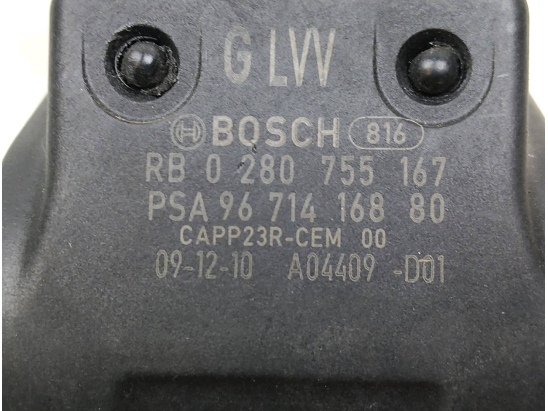 G LVV
BOSCH 816
RB 0 280 755 167
PSA 96 714 168 80
CAPP23R-CEM 00
09-12-10 A04409 -D01